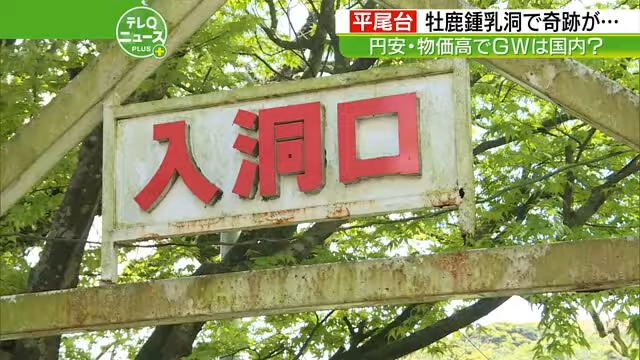 テレQ
ニュース
PLUS+
平尾台 牡鹿鍾乳洞で奇跡が…
円安・物価高でGWは国内?
入洞口